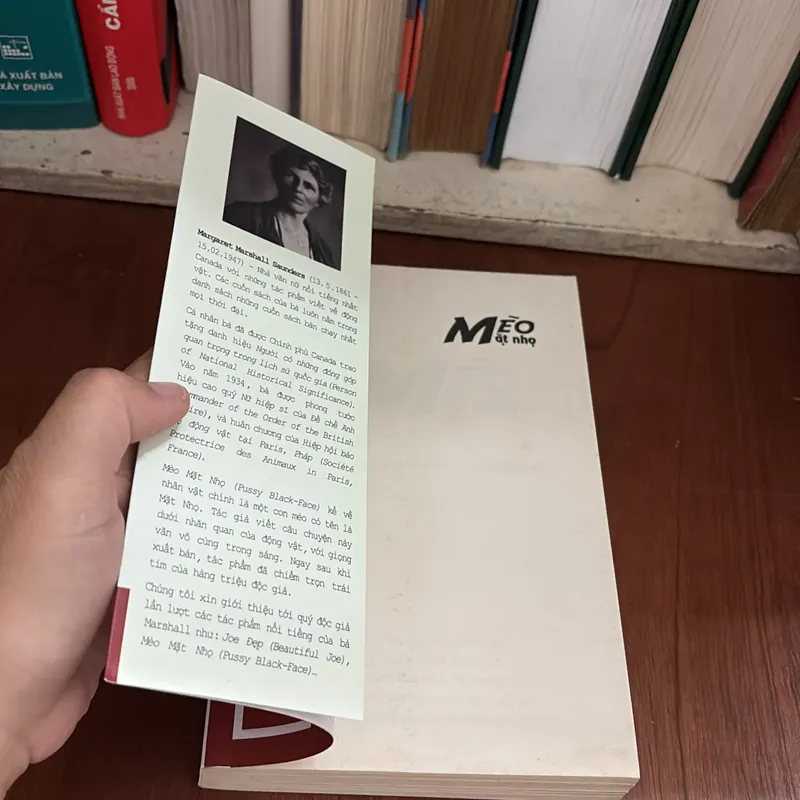 À XUẤT BẢN
XÂY DỰNG
CẨ
NHÀ XUẤT BẢN LAO ĐỘNG
Margaret Marshall Saunders (13.5.1861 -
15.02.1947) - Nhà văn nữ nổi tiếng nhất
Canada với những tác phẩm viết về động
vật. Các cuốn sách của bà luôn nằm trong
danh sách những cuốn sách bán chạy nhất
mọi thời đại.
Cá nhân bà đã được Chính phủ Canada trao
tặng danh hiệu Người có những đóng góp
quan trọng trong lịch sử quốc gia (Person
of National Historical Significance).
Vào năm 1934, bà được phong tước
hiệu cao quý Nữ hiệp sĩ của Đế chế Anh
mmander of the Order of the British
ire), và huân chương của Hiệp hội bảo
động vật tại Paris, Pháp (Société
Protectrice des Animaux in Paris,
France).
Mèo Mặt Nhọ (Pussy Black-Face) kể về
nhân vật chính là một con mèo có tên là
Mặt Nhọ. Tác giả viết câu chuyện này
dưới nhãn quan của động vật, với giọng
văn vô cùng trong sáng. Ngay sau khi
xuất bản, tác phẩm đã chiếm trọn trái
tim của hàng triệu độc giả.
Chúng tôi xin giới thiệu tới quý độc giả
lần lượt các tác phẩm nổi tiếng của bà
Marshall như: Joe Đẹp (Beautiful Joe),
Mèo Mặt Nhọ (Pussy Black-Face)…
MÈO
ặt nhọ